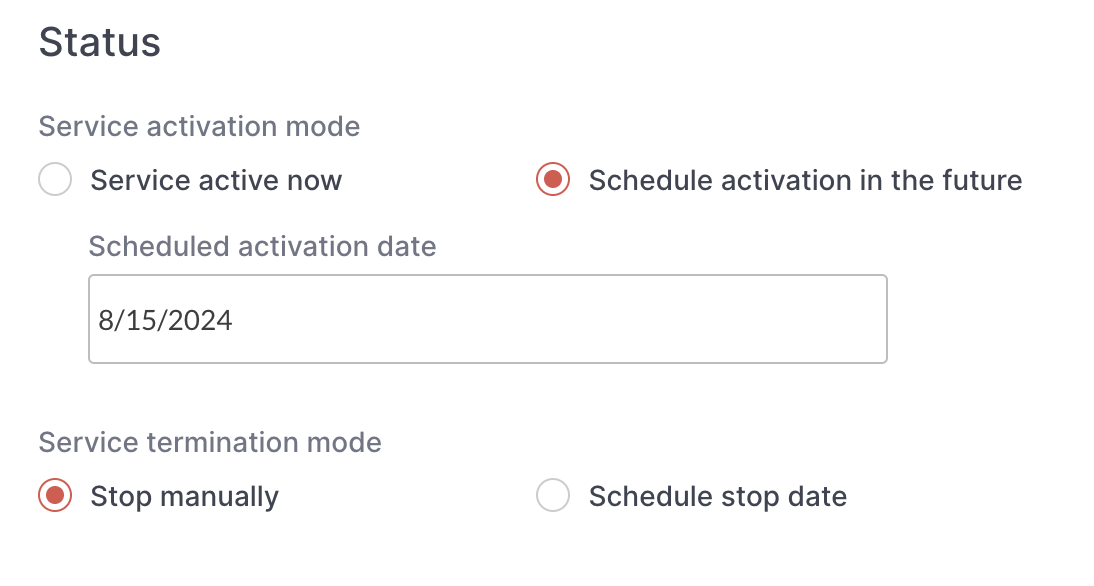 Status
Service activation mode
Service active now
Schedule activation in the future
Scheduled activation date
8/15/2024
Service termination mode
Stop manually
Schedule stop date